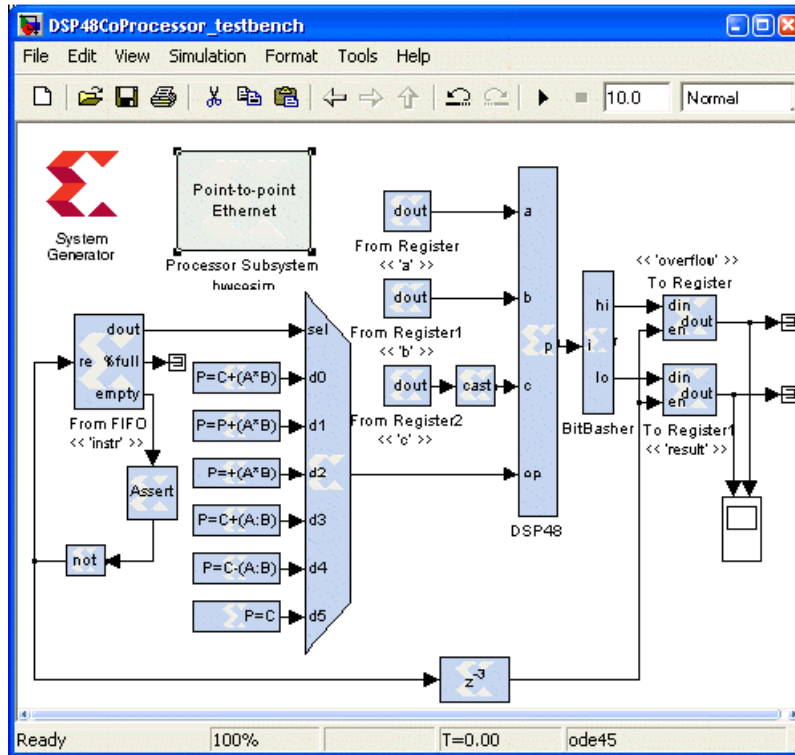 DSP48CoProcessor_testbench
File Edit View Simulation Format Tools Help
10.0 Normal
System
Generator
Point-to-point
Ethernet
Processor Subsystem
hwcosim
dout
From Register
<< 'a' >>
dout
From Register1
<< 'b' >>
dout
cast
From Register2
<< 'c' >>
a
b
c
op
p
DSP48
i
hi
lo
BitBasher
<< 'overflow' >>
To Register
din
en
dout
din
en
dout
To Register1
<< 'result' >>
dout
re %full
empty
From FIFO
<< 'instr' >>
Assert
not
sel
P=C+(A*B) d0
P=P+(A*B) d1
P=+(A*B) d2
P=C+(A:B) d3
P=C-(A:B) d4
P=C d5
z-3
Ready 100% T=0.00 ode45